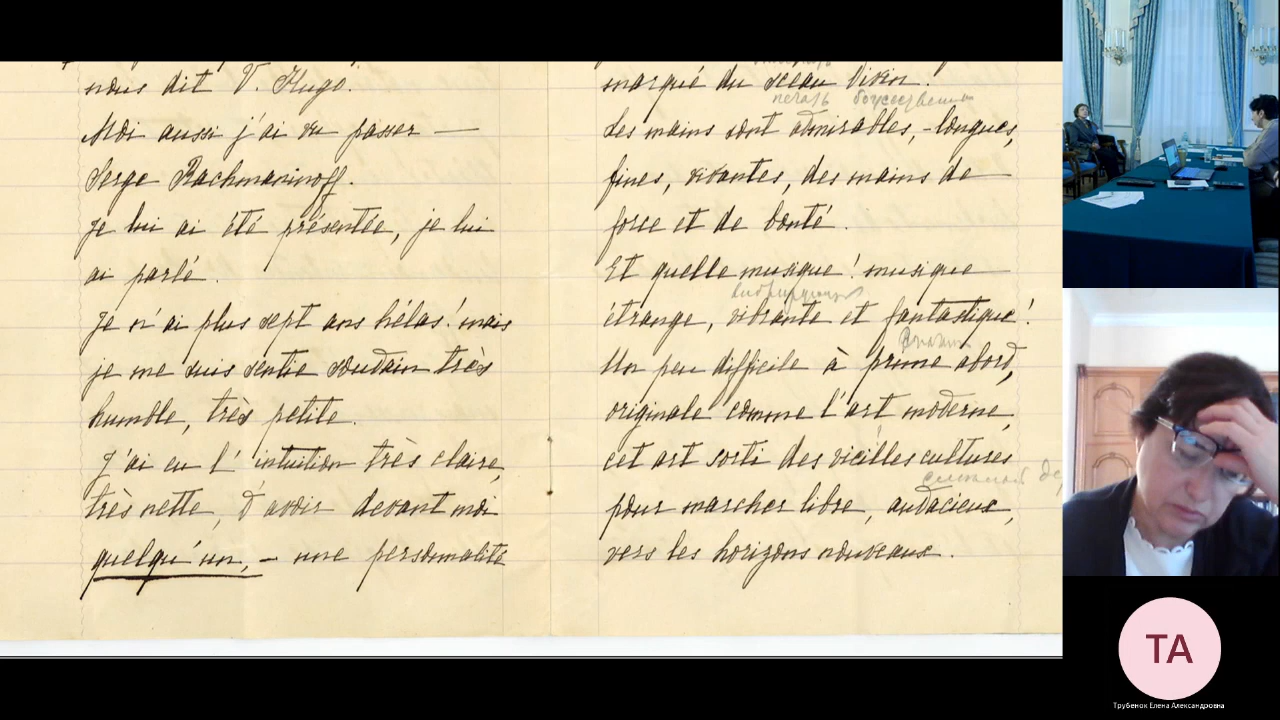 nous dit V. Hugo.
Moi aussi j'ai vu passer —
Serge Rachmaninoff.
Je lui ai été présentée, je lui
ai parlé.
Je n'ai plus sept ans hélas! mais
je me suis sentie soudain très
humble, très petite.
J'ai eu l'intuition très claire,
très nette, d'avoir devant moi
quelqu'un, – une personnalité
marqué du sceau Divin.
печать божественни
Les mains sont admirables, - longues,
fines, vivantes, des mains de
force et de bonté.
Et quelle musique! musique
étrange, vibrante et fantastique!
Un peu difficile à prime abord,
originale comme l'art moderne,
cet art sorti des vieilles cultures
pour marcher libre, audacieux,
vers les horizons nouveaux.
TA
Трубенок Елена Александровна